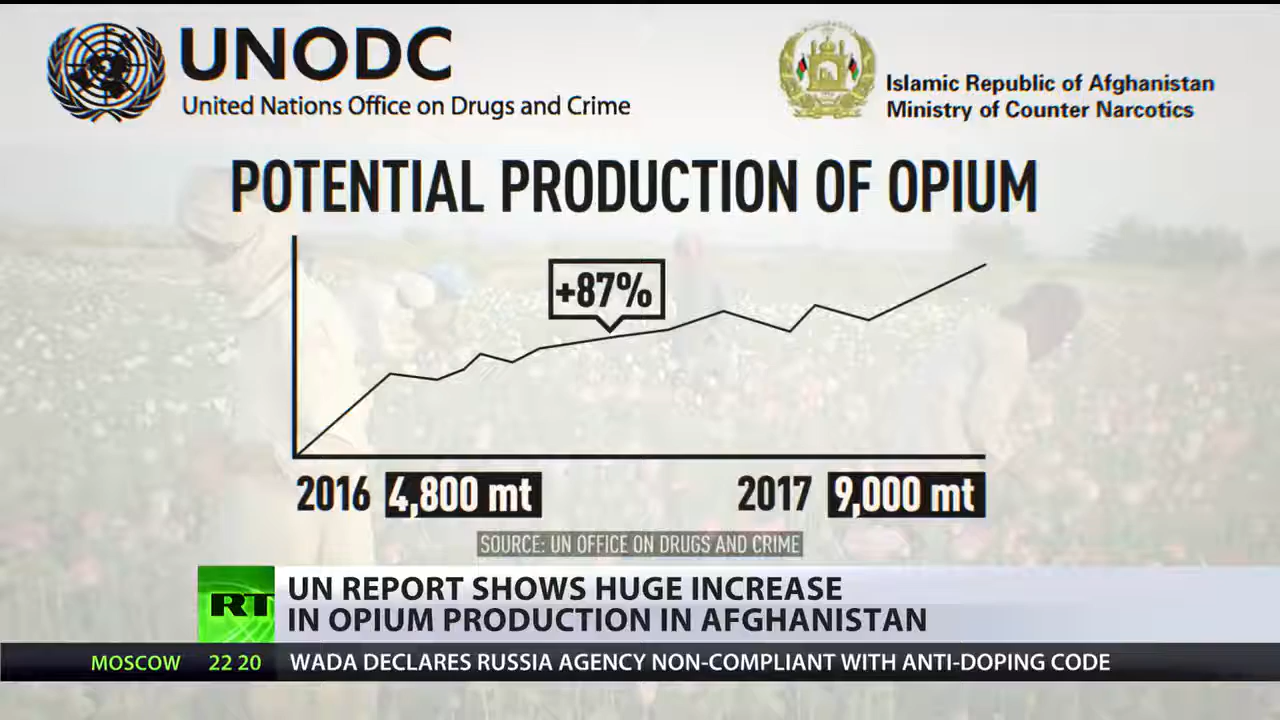 UNODC
United Nations Office on Drugs and Crime
Islamic Republic of Afghanistan
Ministry of Counter Narcotics
POTENTIAL PRODUCTION OF OPIUM
+87%
2016 4,800 mt 2017 9,000 mt
SOURCE: UN OFFICE ON DRUGS AND CRIME
RT
UN REPORT SHOWS HUGE INCREASE
IN OPIUM PRODUCTION IN AFGHANISTAN
MOSCOW 22 20 WADA DECLARES RUSSIA AGENCY NON-COMPLIANT WITH ANTI-DOPING CODE